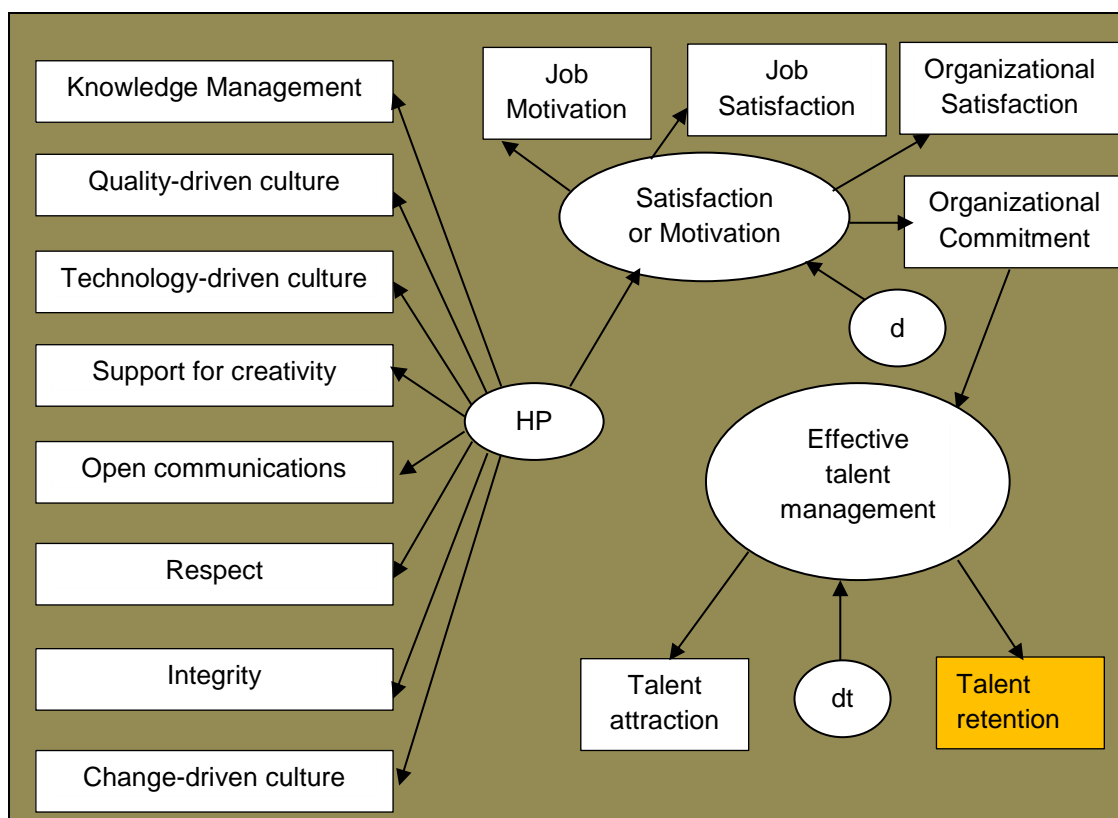 Knowledge Management
Quality-driven culture
Technology-driven culture
Support for creativity
Open communications
Respect
Integrity
Change-driven culture
HP
Job
Motivation
Job
Satisfaction
Organizational
Satisfaction
Satisfaction
or Motivation
Organizational
Commitment
d
Effective
talent
management
Talent
attraction
dt
Talent
retention